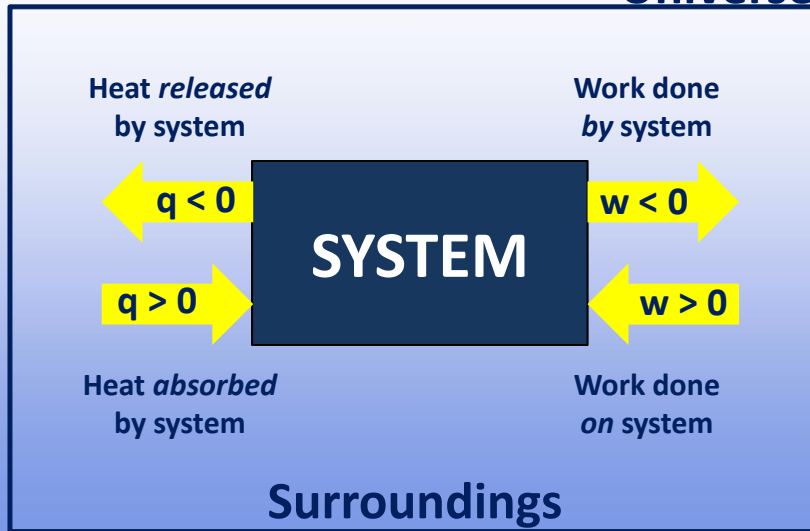 Heat released
by system
Work done
by system
q < 0
w < 0
SYSTEM
q > 0
w > 0
Heat absorbed
by system
Work done
on system
Surroundings